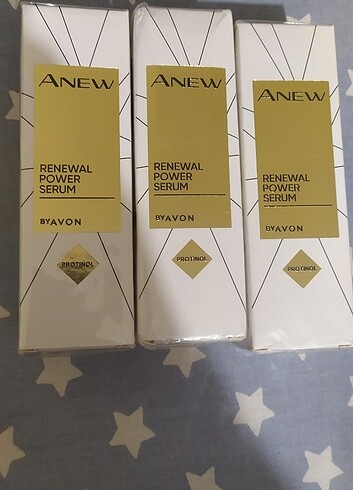 ANEW
RENEWAL
POWER
SERUM
BY AVON
PROTINOL
ANEW
RENEWAL
POWER
SERUM
BY AVON
PROTINOL
ANEW
RENEWAL
POWER
SERUM
BY AVON
PROTINOL